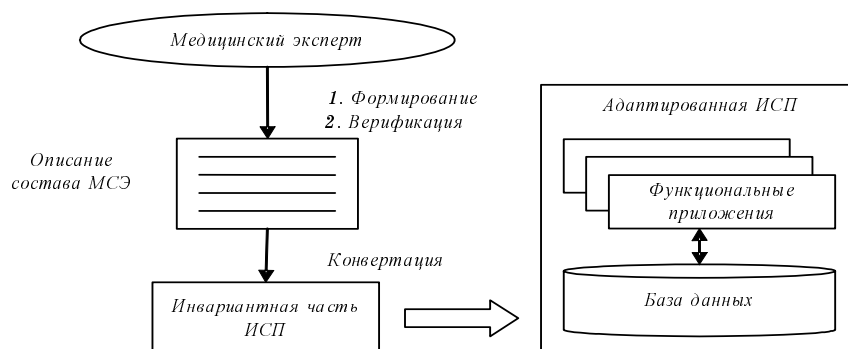 Медицинский эксперт
1. Формирование
2. Верификация
Описание
состава МСЭ
Конвертация
Инвариантная часть
ИСП
Адаптированная ИСП
Функциональные
приложения
База данных